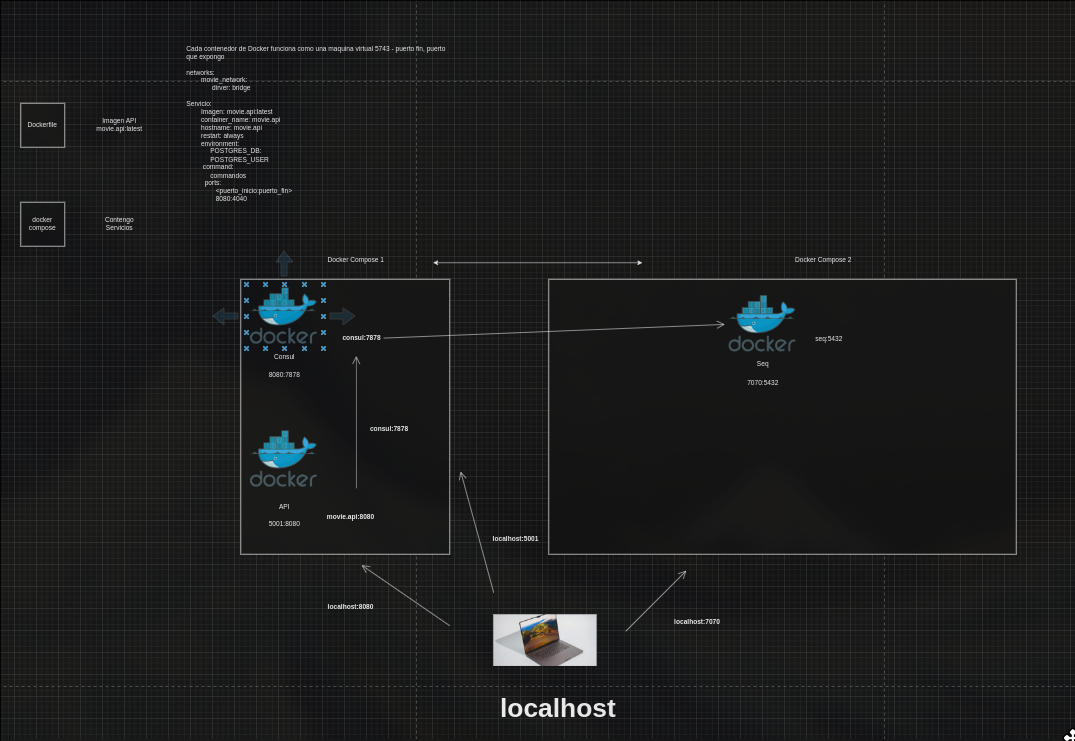 Cada contenedor de Docker funciona como una maquina virtual 5743 - puerto fin, puerto
que expongo
networks:
movie_network:
dirver: bridge
Servicio:
Imagen: movie.api:latest
container_name: movie.api
hostname: movie.api
restart: always
environment:
POSTGRES_DB:
POSTGRES_USER
command:
commandos
ports:
<puerto_inicio:puerto_fin>
8080:4040
Dockerfile
Imagen API
movie.api:latest
docker
compose
Contengo
Servicios
Docker Compose 1
Docker Compose 2
docker
consul:7878
Consul
8080:7878
docker
seq:5432
Seq
7070:5432
consul:7878
docker
API
5001:8080
movie.api:8080
localhost:5001
localhost:8080
localhost:7070
localhost